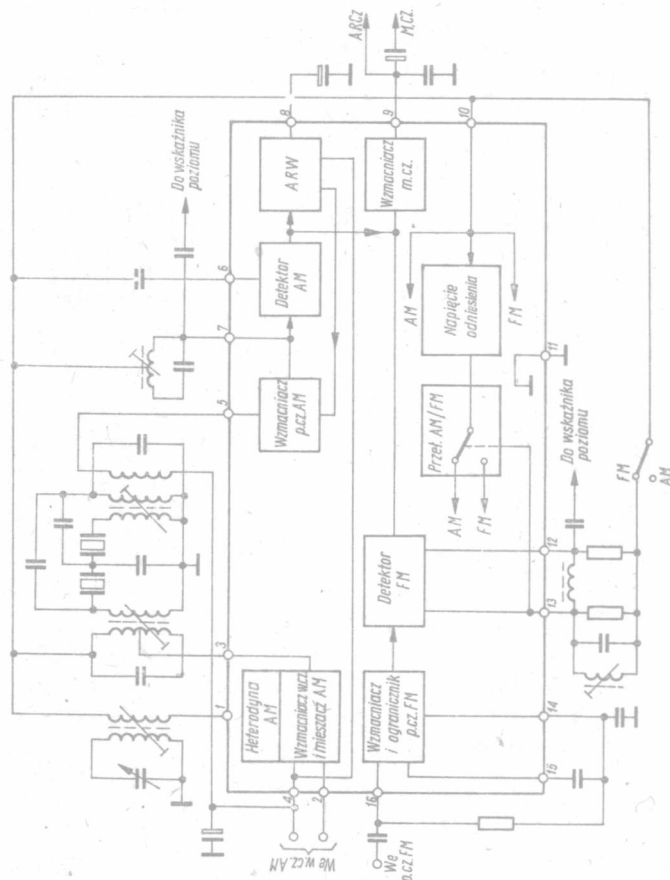 ARCz
M.Cz
Do wskaźnika
poziomu
8
9
10
6
7
5
3
1
ARW
Wzmacniacz
m.cz.
Detektor
AM
Wzmacniacz
p.cz. AM
AM
FM
Napięcie
odniesienia
11
Przeł. AM/FM
AM
FM
Do wskaźnika
poziomu
FM
AM
Detektor
FM
12
13
Heterodyna
AM
Wzmacniacz w.cz.
i mieszacz AM
Wzmacniacz
i ogranicznik
p.cz. FM
4
2
16
14
15
We w.cz. AM
We
p.cz. FM